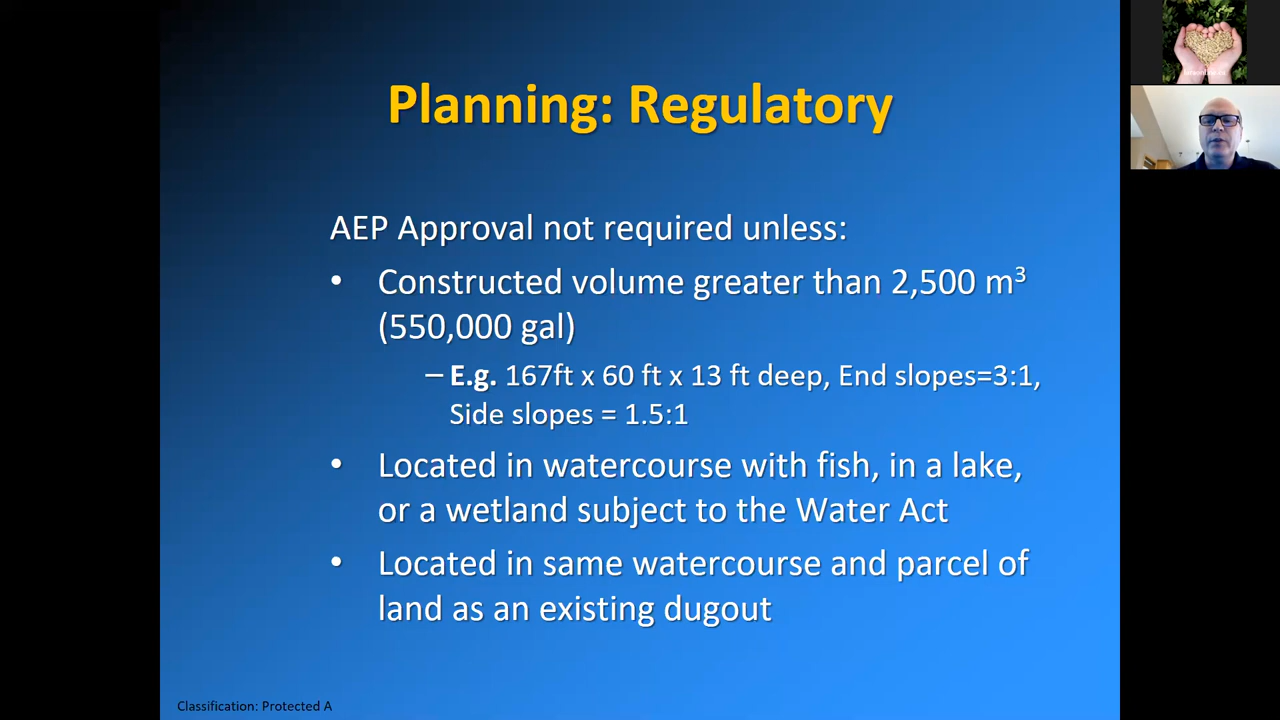 Planning: Regulatory
AEP Approval not required unless:
• Constructed volume greater than 2,500 m³
(550,000 gal)
– E.g. 167ft x 60 ft x 13 ft deep, End slopes=3:1,
Side slopes = 1.5:1
• Located in watercourse with fish, in a lake,
or a wetland subject to the Water Act
• Located in same watercourse and parcel of
land as an existing dugout
Classification: Protected A